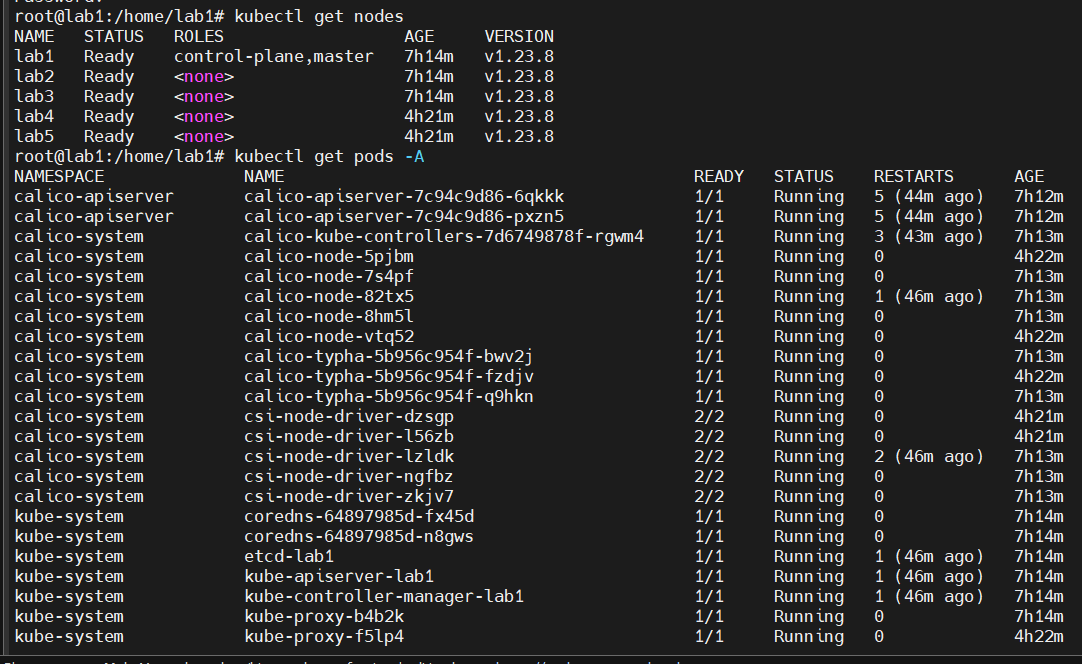 root@lab1:/home/lab1# kubectl get nodes
NAME STATUS ROLES AGE VERSION
lab1 Ready control-plane,master 7h14m v1.23.8
lab2 Ready <none> 7h14m v1.23.8
lab3 Ready <none> 7h14m v1.23.8
lab4 Ready <none> 4h21m v1.23.8
lab5 Ready <none> 4h21m v1.23.8
root@lab1:/home/lab1# kubectl get pods -A
NAMESPACE NAME READY STATUS RESTARTS AGE
calico-apiserver calico-apiserver-7c94c9d86-6qkkk 1/1 Running 5 (44m ago) 7h12m
calico-apiserver calico-apiserver-7c94c9d86-pxzn5 1/1 Running 5 (44m ago) 7h12m
calico-system calico-kube-controllers-7d6749878f-rgwm4 1/1 Running 3 (43m ago) 7h13m
calico-system calico-node-5pjbm 1/1 Running 0 4h22m
calico-system calico-node-7s4pf 1/1 Running 0 7h13m
calico-system calico-node-82tx5 1/1 Running 1 (46m ago) 7h13m
calico-system calico-node-8hm5l 1/1 Running 0 7h13m
calico-system calico-node-vtq52 1/1 Running 0 4h22m
calico-system calico-typha-5b956c954f-bwv2j 1/1 Running 0 7h13m
calico-system calico-typha-5b956c954f-fzdjv 1/1 Running 0 4h22m
calico-system calico-typha-5b956c954f-q9hkn 1/1 Running 0 7h13m
calico-system csi-node-driver-dzsgp 2/2 Running 0 4h21m
calico-system csi-node-driver-l56zb 2/2 Running 0 4h21m
calico-system csi-node-driver-lzldk 2/2 Running 2 (46m ago) 7h13m
calico-system csi-node-driver-ngfbz 2/2 Running 0 7h13m
calico-system csi-node-driver-zkjv7 2/2 Running 0 7h13m
kube-system coredns-64897985d-fx45d 1/1 Running 0 7h14m
kube-system coredns-64897985d-n8gws 1/1 Running 0 7h14m
kube-system etcd-lab1 1/1 Running 1 (46m ago) 7h14m
kube-system kube-apiserver-lab1 1/1 Running 1 (46m ago) 7h14m
kube-system kube-controller-manager-lab1 1/1 Running 1 (46m ago) 7h14m
kube-system kube-proxy-b4b2k 1/1 Running 0 7h14m
kube-system kube-proxy-f5lp4 1/1 Running 0 4h22m